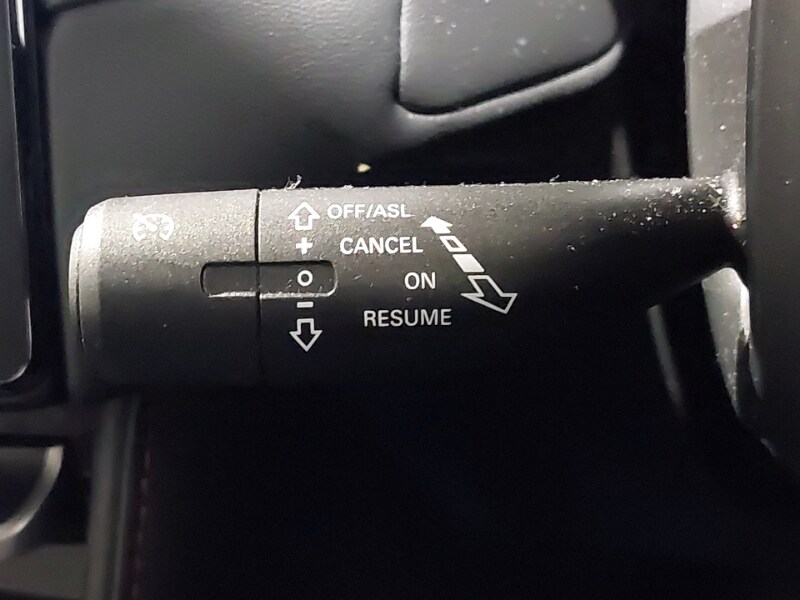 OFF/ASL
+ CANCEL
O ON
- RESUME